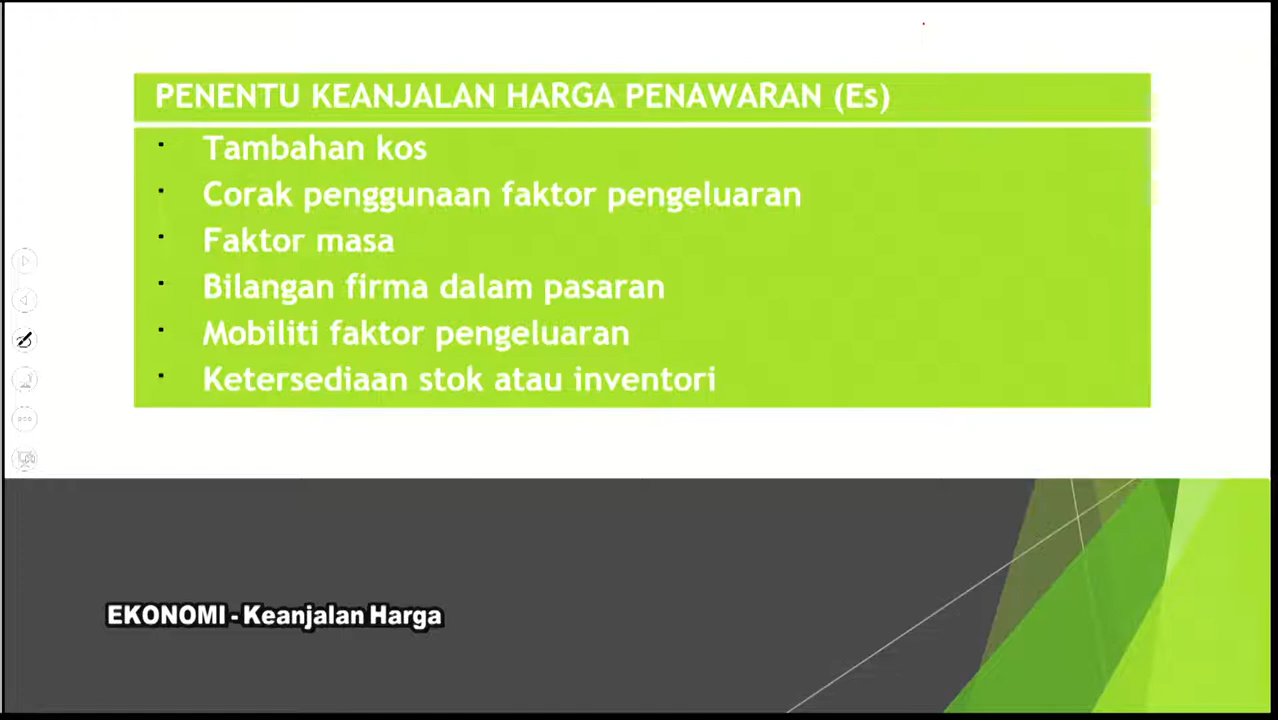 PENENTU KEANJALAN HARGA PENAWARAN (Es)
· Tambahan kos
· Corak penggunaan faktor pengeluaran
· Faktor masa
· Bilangan firma dalam pasaran
· Mobiliti faktor pengeluaran
· Ketersediaan stok atau inventori
EKONOMI - Keanjalan Harga